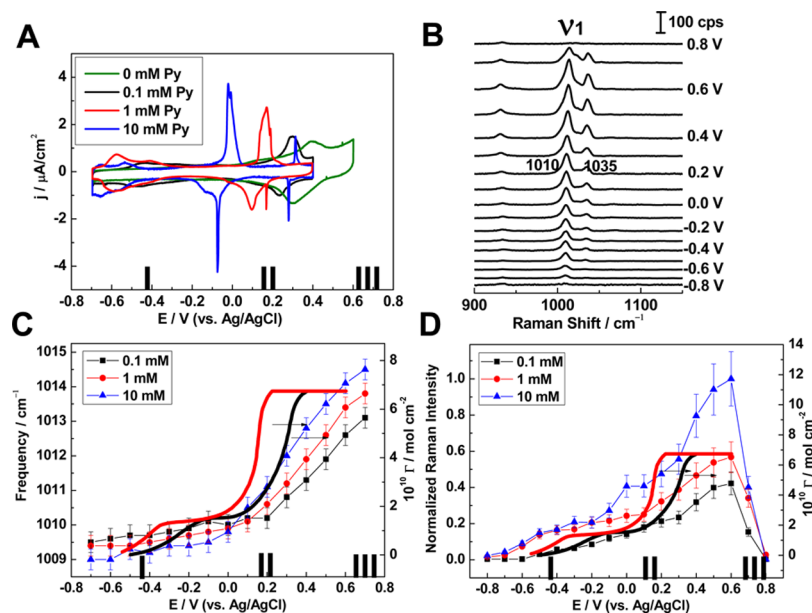 A
0 mM Py
0.1 mM Py
1 mM Py
10 mM Py
j / μA/cm²
4
2
0
-2
-4
-0.8 -0.6 -0.4 -0.2 0.0 0.2 0.4 0.6 0.8
E / V (vs. Ag/AgCl)
B
ν1
100 cps
0.8 V
0.6 V
0.4 V
0.2 V
0.0 V
-0.2 V
-0.4 V
-0.6 V
-0.8 V
1010 1035
900 1000 1100
Raman Shift / cm⁻¹
C
0.1 mM
1 mM
10 mM
Frequency / cm⁻¹
1015
1014
1013
1012
1011
1010
1009
8
6
4
2
0
10¹⁰ Γ / mol cm⁻²
-0.8 -0.6 -0.4 -0.2 0.0 0.2 0.4 0.6 0.8
E / V (vs. Ag/AgCl)
D
0.1 mM
1 mM
10 mM
Normalized Raman Intensity
1.0
0.8
0.6
0.4
0.2
0.0
14
12
10
8
6
4
2
0
10¹⁰ Γ / mol cm⁻²
-0.8 -0.6 -0.4 -0.2 0.0 0.2 0.4 0.6 0.8
E / V (vs. Ag/AgCl)